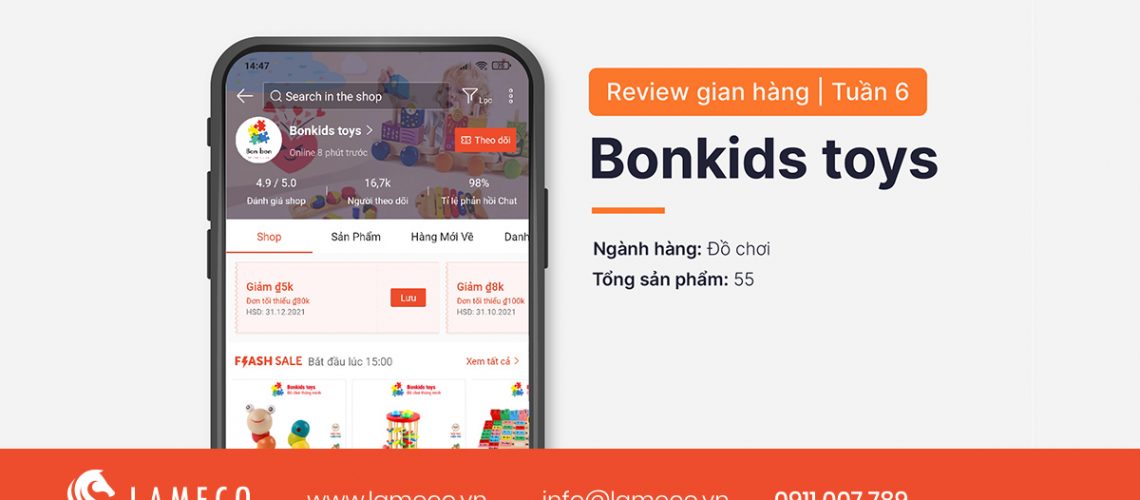 14:47
Search in the shop
Lọc
Bon bon
Bonkids toys
Online 8 phút trước
Theo dõi
4.9 / 5.0
16,7k
98%
Đánh giá shop
Người theo dõi
Tỉ lệ phản hồi Chat
Shop
Sản Phẩm
Hàng Mới Về
Danh
Giảm ₫5k
Đơn tối thiểu ₫80k
HSD: 31.12.2021
Lưu
Giảm ₫8k
Đơn tối thiểu ₫100k
HSD: 31.10.2021
FLASH SALE
Bắt đầu lúc 15:00
Xem tất cả >
Bonkids toys
Bonkids toys
Bonkids toys
Review gian hàng | Tuần 6
Bonkids toys
Ngành hàng: Đồ chơi
Tổng sản phẩm: 55
LAMECO
www.lameco.vn
info@lameco.vn
0911 007 789